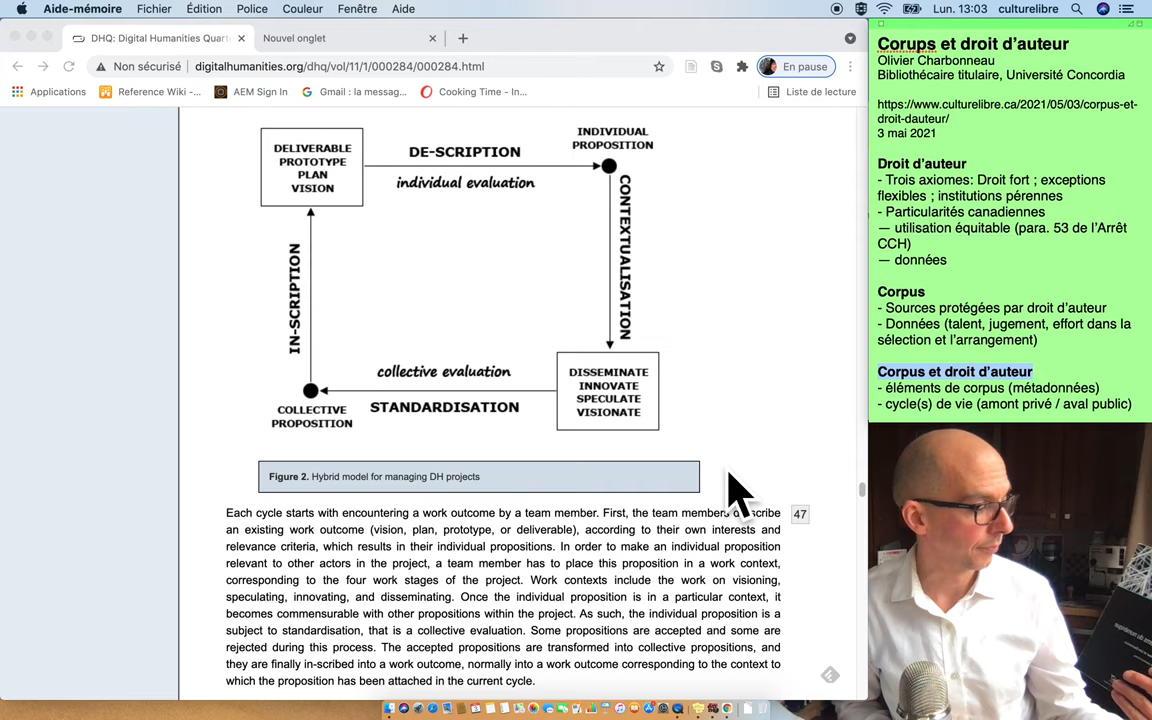 Aide-mémoire Fichier Édition Police Couleur Fenêtre Aide
Lun. 13:03 culturelibre
DHQ: Digital Humanities Quart
Nouvel onglet
Non sécurisé digitalhumanities.org/dhq/vol/11/1/000284/000284.html
En pause
Applications Reference Wiki -... AEM Sign In Gmail : la messag... Cooking Time - In...
Liste de lecture
DELIVERABLE
PROTOTYPE
PLAN
VISION
DE-SCRIPTION
individual evaluation
INDIVIDUAL
PROPOSITION
CONTEXTUALISATION
DISSEMINATE
INNOVATE
SPECULATE
VISIONATE
collective evaluation
STANDARDISATION
COLLECTIVE
PROPOSITION
IN-SCRIPTION
Figure 2. Hybrid model for managing DH projects
Each cycle starts with encountering a work outcome by a team member. First, the team members d scribe
an existing work outcome (vision, plan, prototype, or deliverable), according to their own interests and
relevance criteria, which results in their individual propositions. In order to make an individual proposition
relevant to other actors in the project, a team member has to place this proposition in a work context,
corresponding to the four work stages of the project. Work contexts include the work on visioning,
speculating, innovating, and disseminating. Once the individual proposition is in a particular context, it
becomes commensurable with other propositions within the project. As such, the individual proposition is a
subject to standardisation, that is a collective evaluation. Some propositions are accepted and some are
rejected during this process. The accepted propositions are transformed into collective propositions, and
they are finally in-scribed into a work outcome, normally into a work outcome corresponding to the context to
which the proposition has been attached in the current cycle.
47
Corups et droit d'auteur
Olivier Charbonneau
Bibliothécaire titulaire, Université Concordia
https://www.culturelibre.ca/2021/05/03/corpus-et-
droit-dauteur/
3 mai 2021
Droit d'auteur
- Trois axiomes: Droit fort ; exceptions
flexibles ; institutions pérennes
- Particularités canadiennes
— utilisation équitable (para. 53 de l'Arrêt
CCH)
— données
Corpus
- Sources protégées par droit d'auteur
- Données (talent, jugement, effort dans la
sélection et l'arrangement)
Corpus et droit d'auteur
- éléments de corpus (métadonnées)
- cycle(s) de vie (amont privé / aval public)